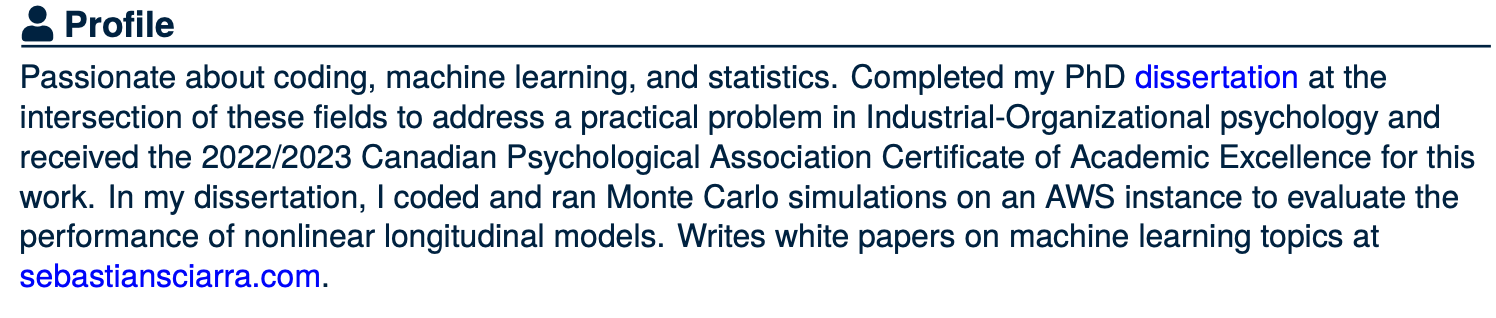 Profile
Passionate about coding, machine learning, and statistics. Completed my PhD dissertation at the
intersection of these fields to address a practical problem in Industrial-Organizational psychology and
received the 2022/2023 Canadian Psychological Association Certificate of Academic Excellence for this
work. In my dissertation, I coded and ran Monte Carlo simulations on an AWS instance to evaluate the
performance of nonlinear longitudinal models. Writes white papers on machine learning topics at
sebastiansciarra.com.